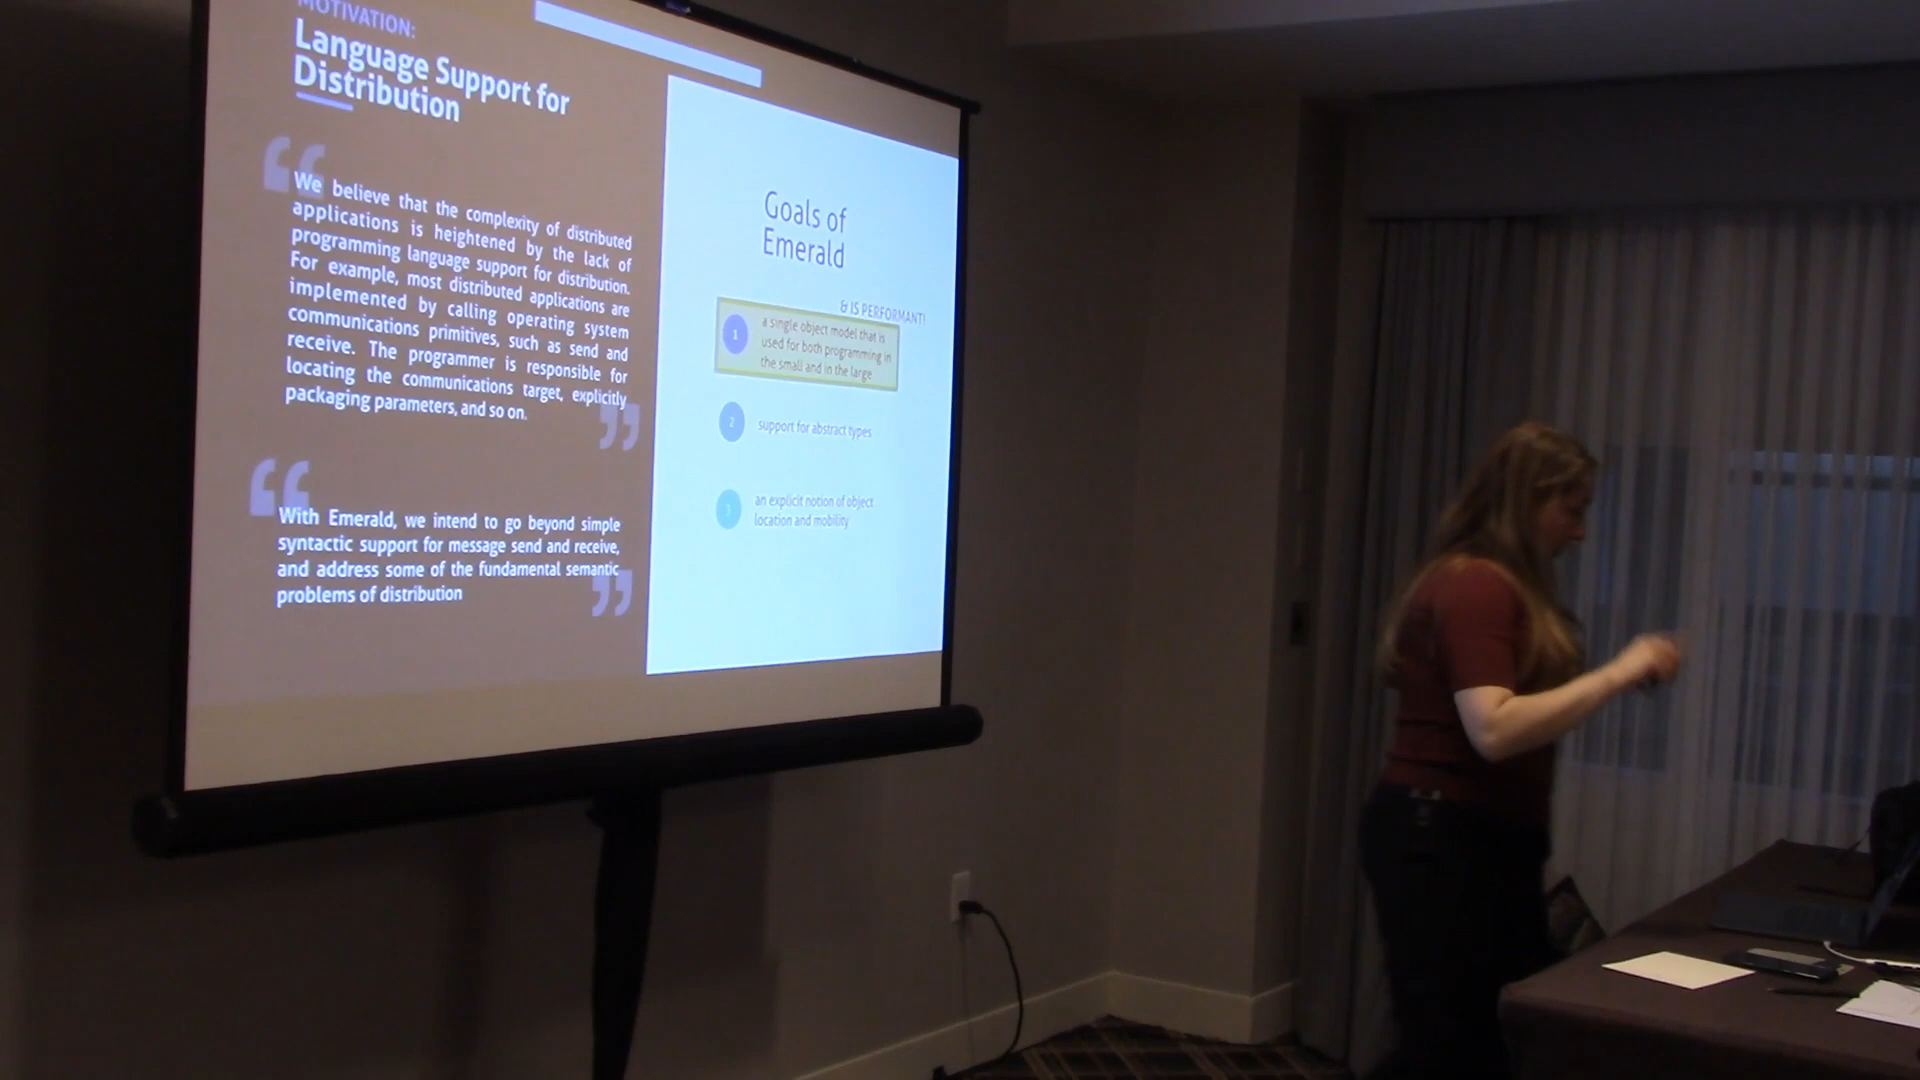 MOTIVATION:
Language Support for
Distribution
“
We believe that the complexity of distributed
applications is heightened by the lack of
programming language support for distribution.
For example, most distributed applications are
implemented by calling operating system
communications primitives, such as send and
receive. The programmer is responsible for
locating the communications target, explicitly
packaging parameters, and so on.
”
“
With Emerald, we intend to go beyond simple
syntactic support for message send and receive,
and address some of the fundamental semantic
problems of distribution
”
Goals of
Emerald
& IS PERFORMANT!
1
a single object model that is
used for both programming in
the small and in the large
2
support for abstract types
3
an explicit notion of object
location and mobility